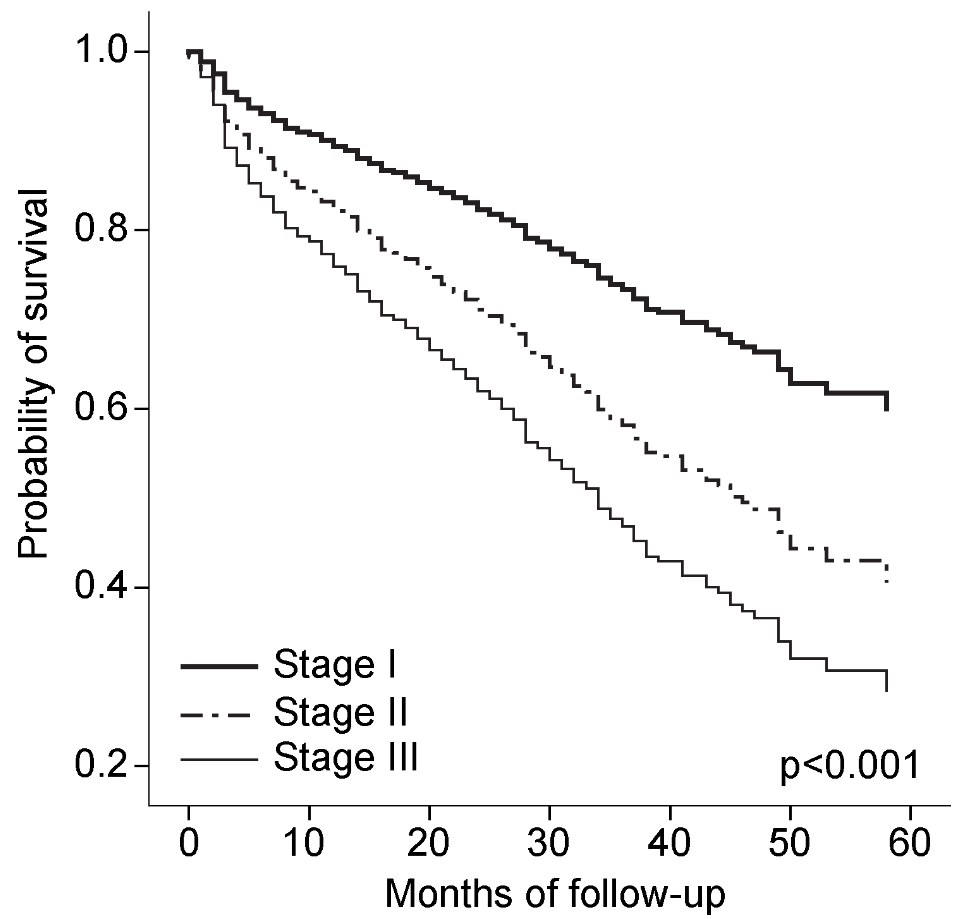 1.0
0.8
0.6
0.4
0.2
Probability of survival
Stage I
Stage II
Stage III
p<0.001
0 10 20 30 40 50 60
Months of follow-up